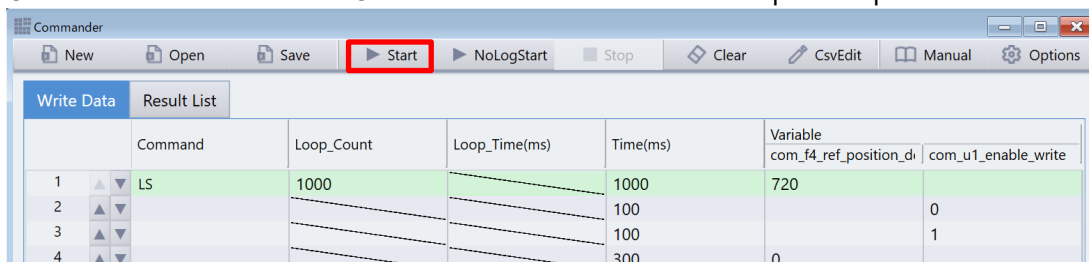 Commander
New Open Save Start NoLogStart Stop Clear CsvEdit Manual Options
Write Data Result List
Command Loop_Count Loop_Time(ms) Time(ms) Variable
com_f4_ref_position_d com_u1_enable_write
1 LS 1000 1000 720
2 100 0
3 100 1
4 300 0